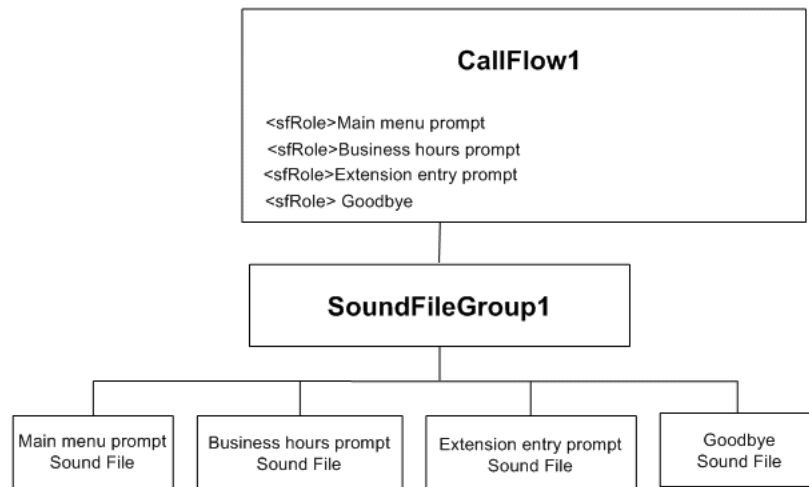 CallFlow1
<sfRole>Main menu prompt
<sfRole>Business hours prompt
<sfRole>Extension entry prompt
<sfRole> Goodbye
SoundFileGroup1
Main menu prompt
Sound File
Business hours prompt
Sound File
Extension entry prompt
Sound File
Goodbye
Sound File